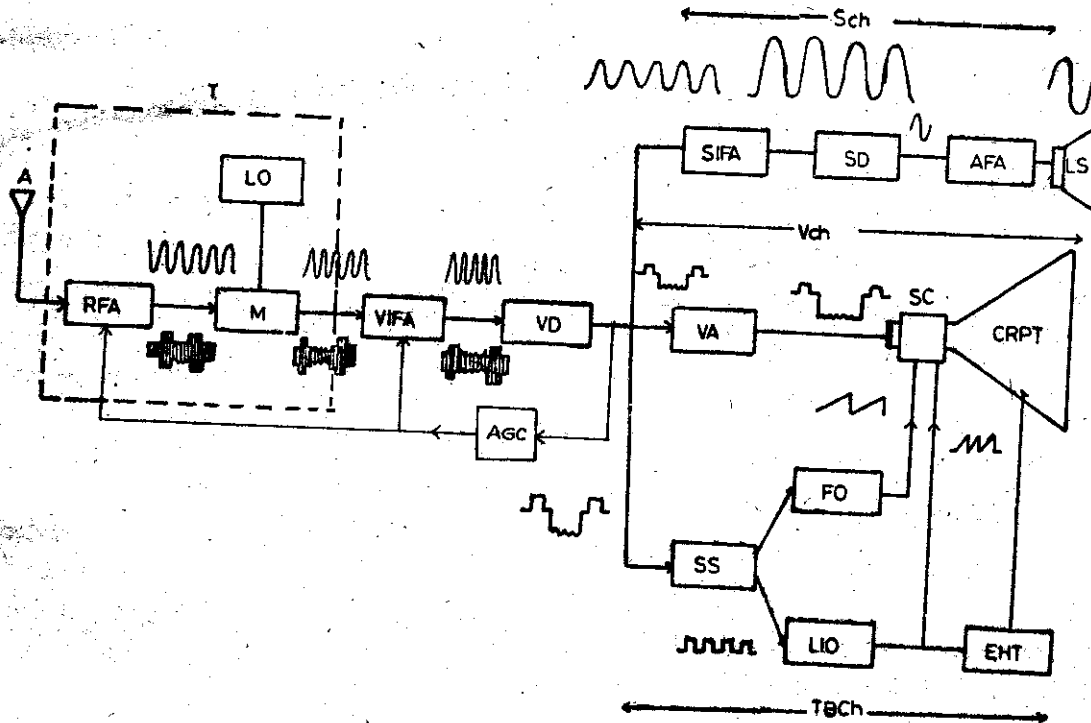 Sch
T
A
LO
SIFA
SD
AFA
LS
Vch
RFA
M
VIFA
VD
VA
SC
CRPT
AGC
FO
SS
LIO
EHT
TBCh